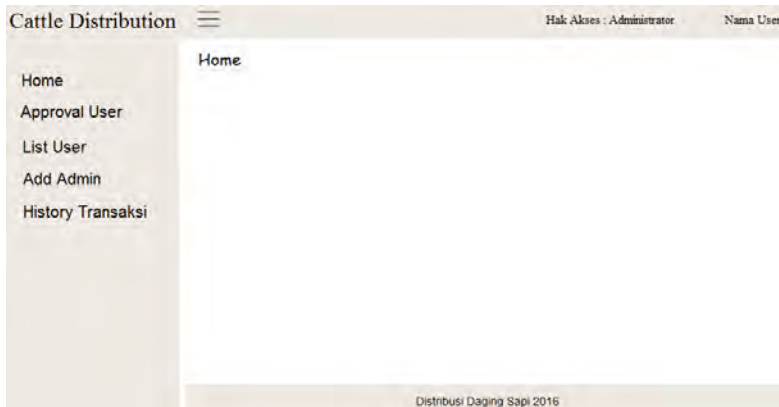 Cattle Distribution
Hak Akses : Administrator
Nama User
Home
Home
Approval User
List User
Add Admin
History Transaksi
Distribusi Daging Sapi 2016